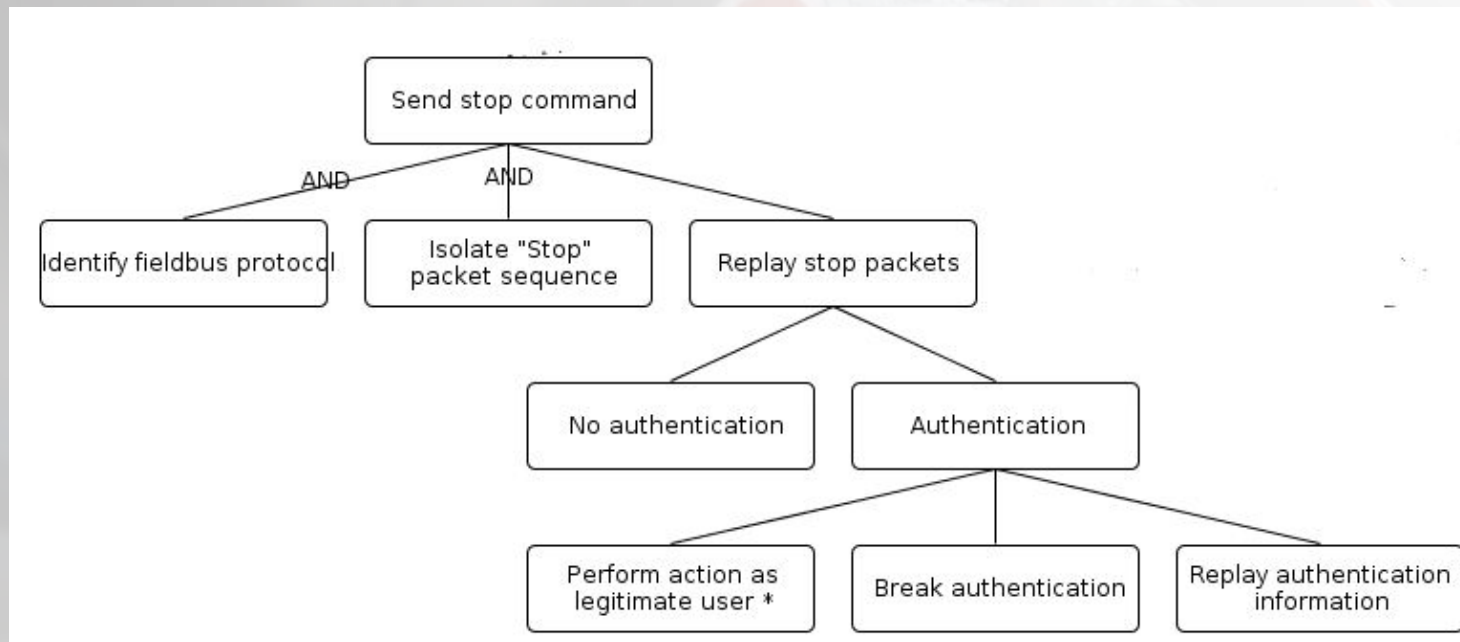 Send stop command
AND
AND
Identify fieldbus protocol
Isolate "Stop"
packet sequence
Replay stop packets
No authentication
Authentication
Perform action as
legitimate user *
Break authentication
Replay authentication
information